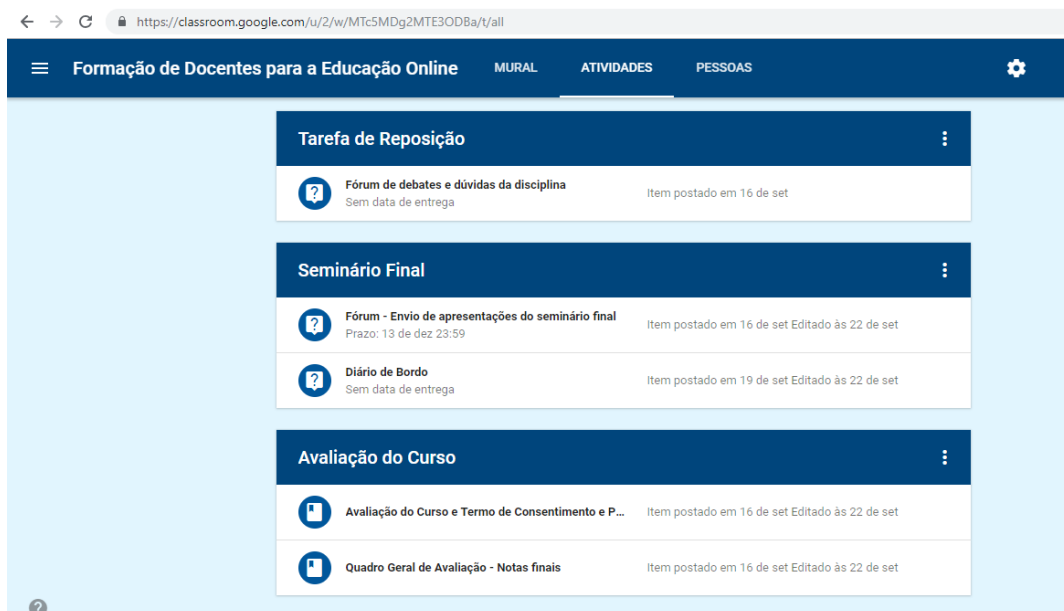 https://classroom.google.com/u/2/w/MTc5MDg2MTE3ODBa/t/all
Formação de Docentes para a Educação Online MURAL ATIVIDADES PESSOAS
Tarefa de Reposição
Fórum de debates e dúvidas da disciplina
Sem data de entrega
Item postado em 16 de set
Seminário Final
Fórum - Envio de apresentações do seminário final
Prazo: 13 de dez 23:59
Item postado em 16 de set Editado às 22 de set
Diário de Bordo
Sem data de entrega
Item postado em 19 de set Editado às 22 de set
Avaliação do Curso
Avaliação do Curso e Termo de Consentimento e P... Item postado em 16 de set Editado às 22 de set
Quadro Geral de Avaliação - Notas finais Item postado em 16 de set Editado às 22 de set